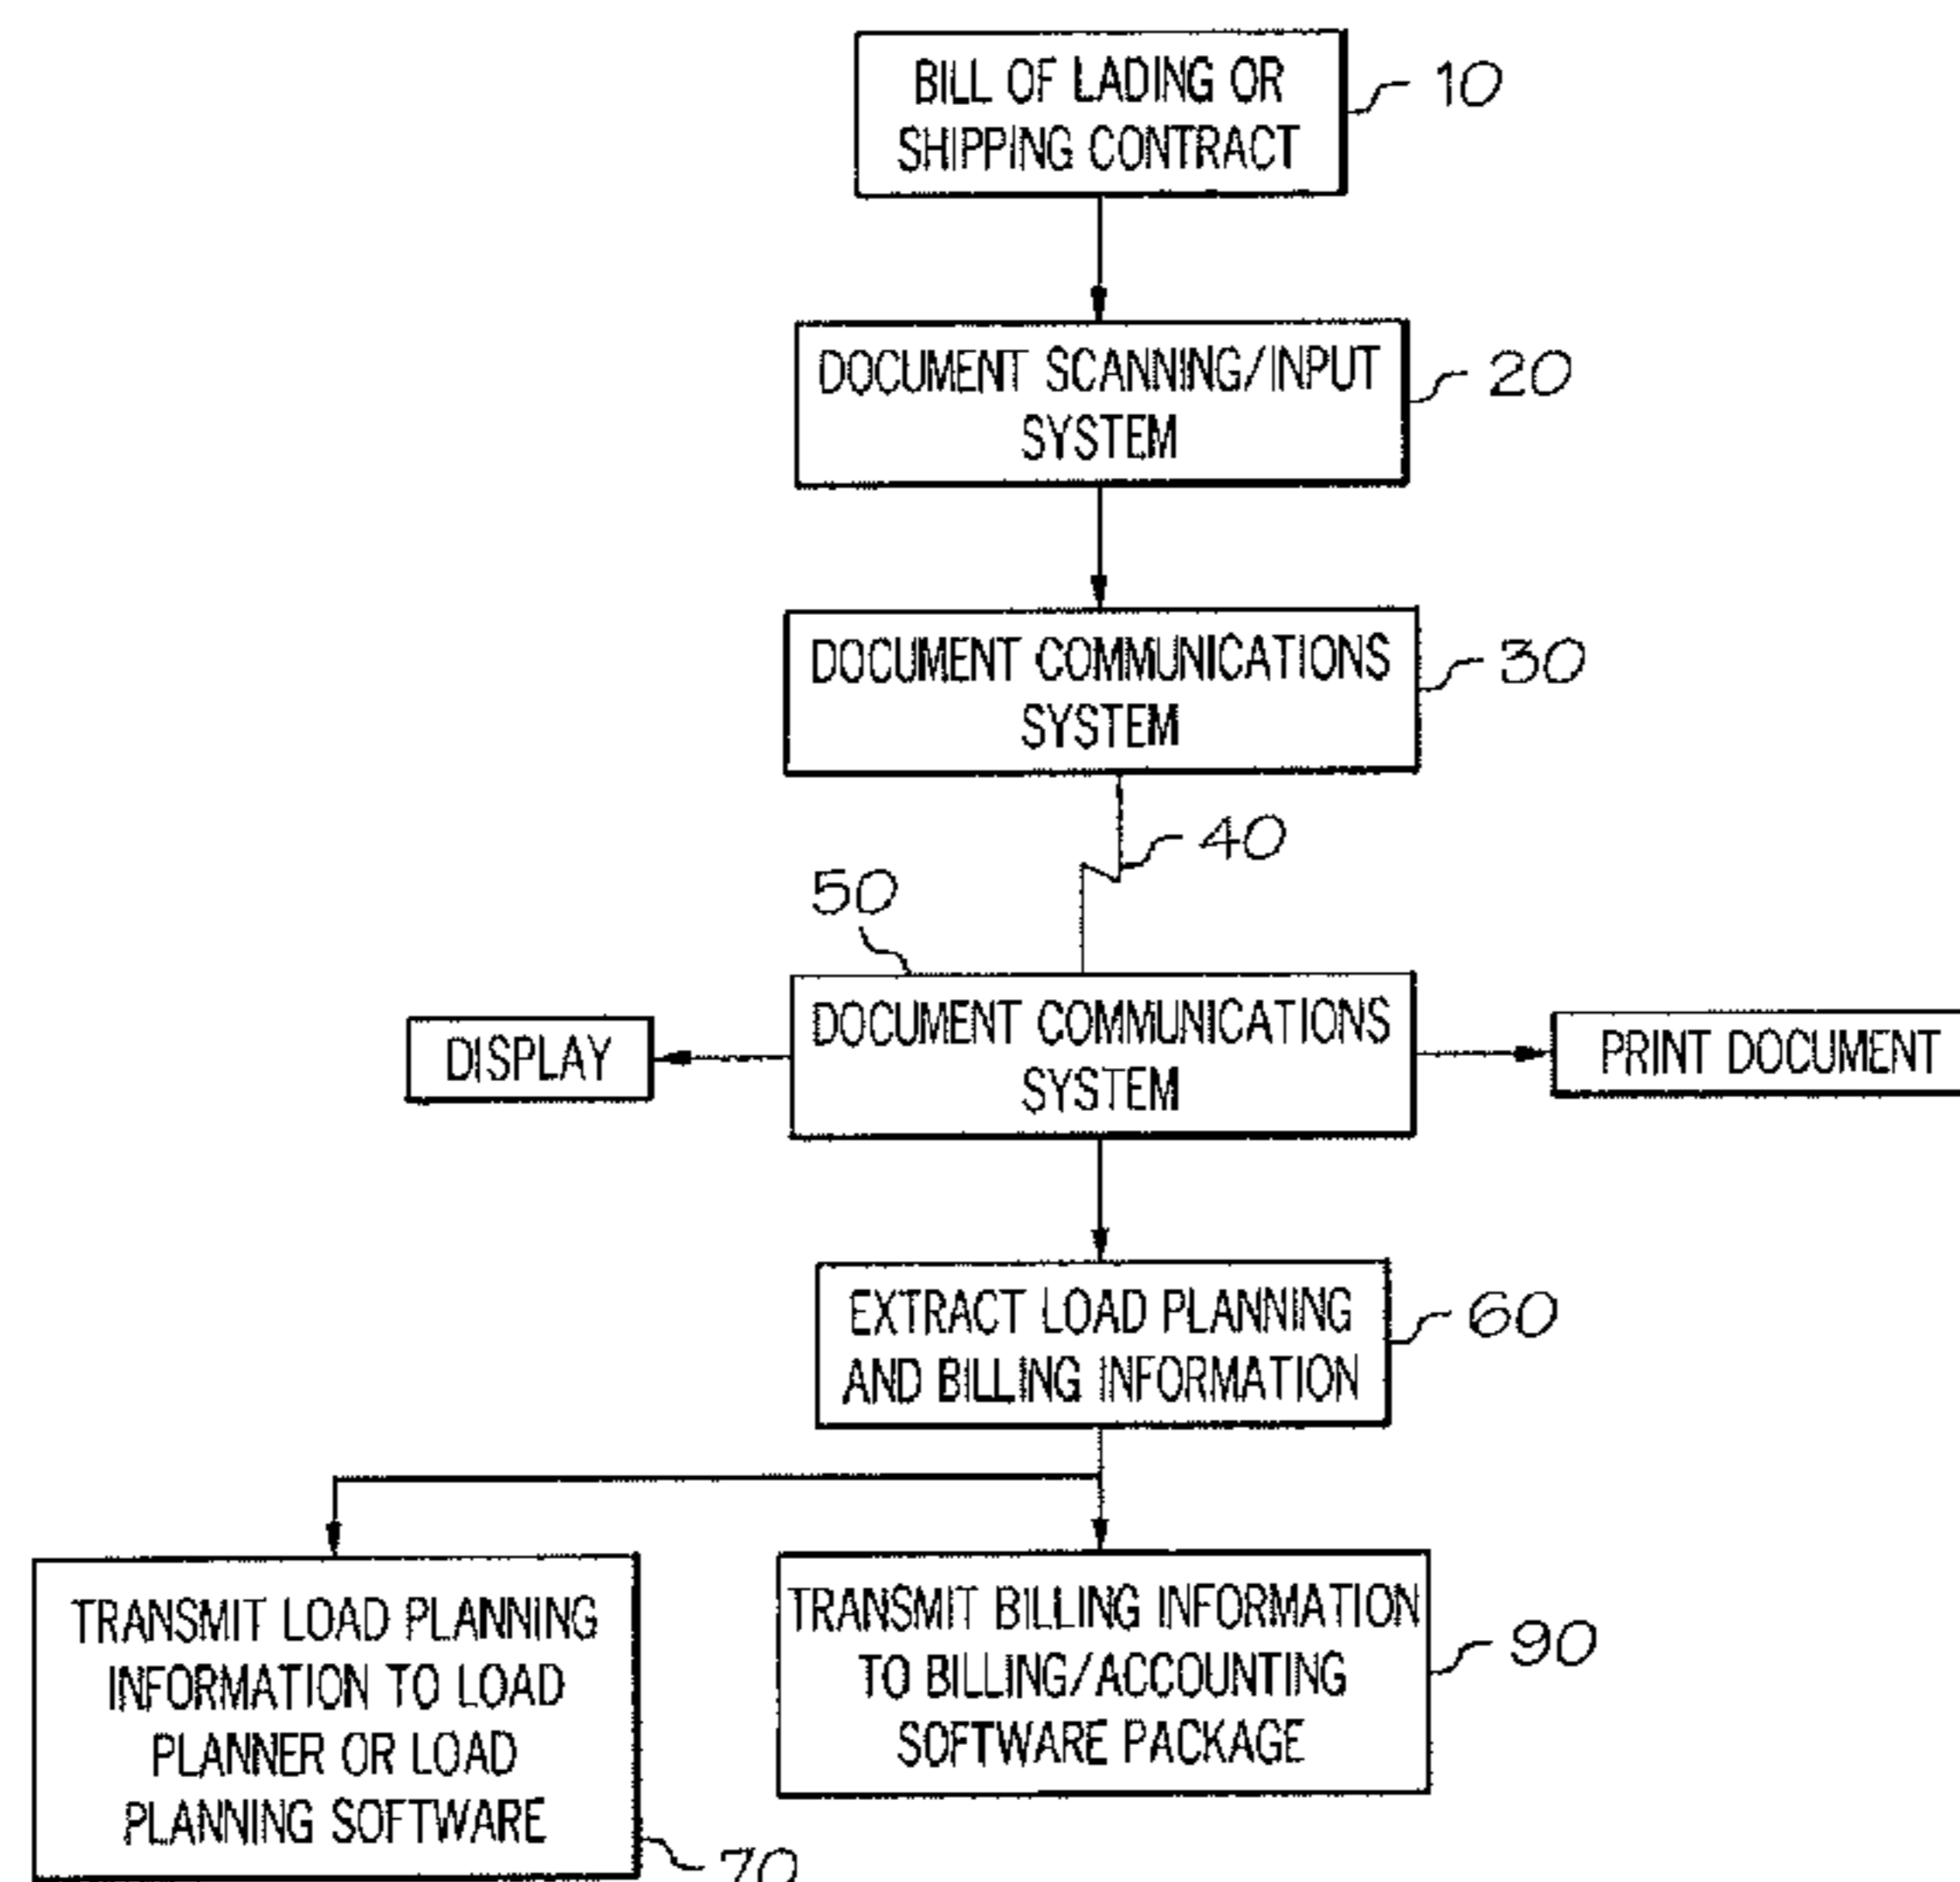 BILL OF LADING OR
SHIPPING CONTRACT
10
DOCUMENT SCANNING/INPUT
SYSTEM
20
DOCUMENT COMMUNICATIONS
SYSTEM
30
40
50
DOCUMENT COMMUNICATIONS
SYSTEM
DISPLAY
PRINT DOCUMENT
EXTRACT LOAD PLANNING
AND BILLING INFORMATION
60
TRANSMIT LOAD PLANNING
INFORMATION TO LOAD
PLANNER OR LOAD
PLANNING SOFTWARE
70
TRANSMIT BILLING INFORMATION
TO BILLING/ACCOUNTING
SOFTWARE PACKAGE
90